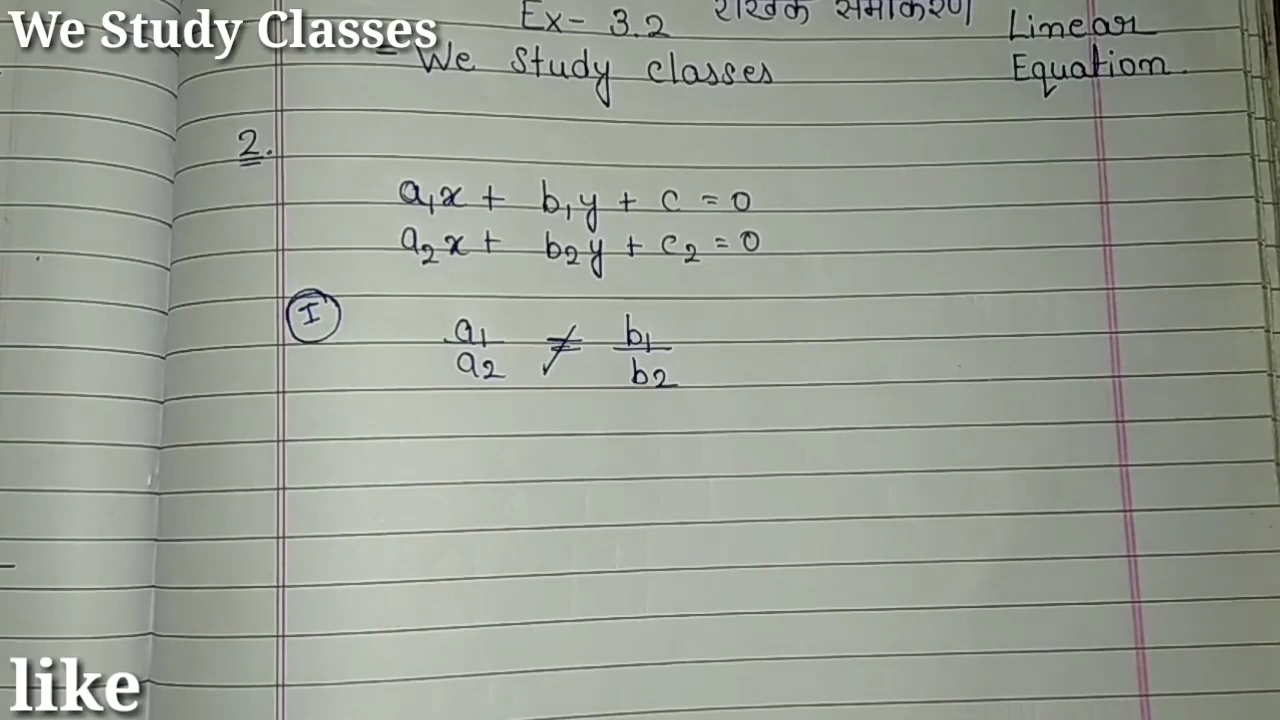 We Study Classes
Ex- 3.2 रैखिक समीकरण Linear
= We Study classes Equation.
2.
a₁x + b₁y + c = 0
a₂x + b₂y + c₂ = 0
I a₁/a₂ ≠ b₁/b₂
like